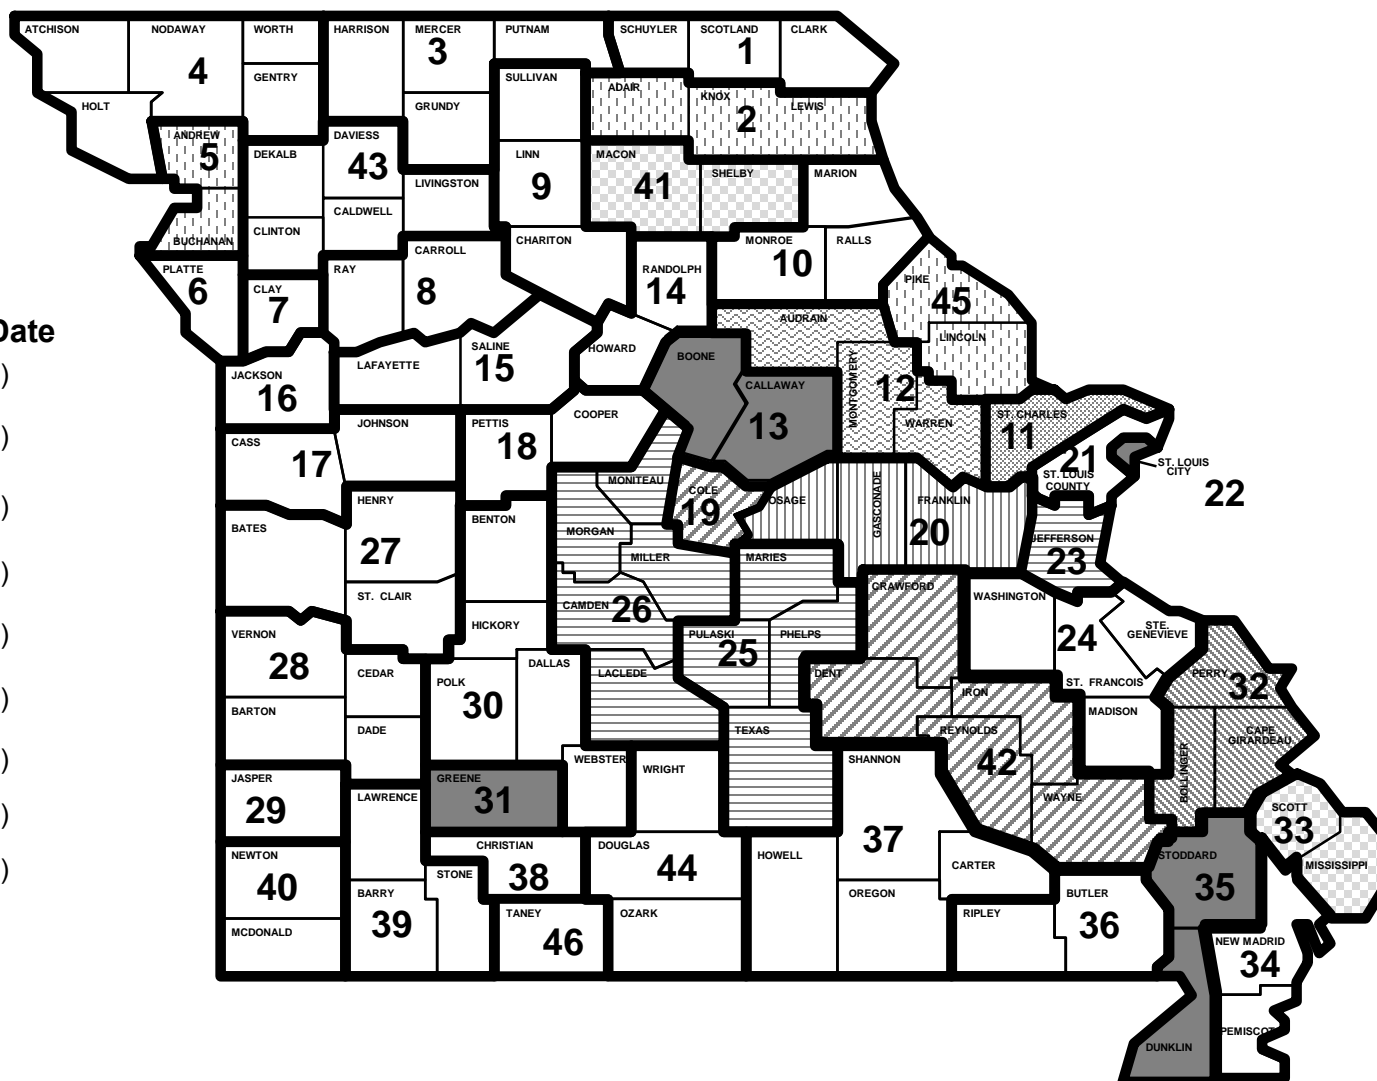 ATCHISON
NODAWAY
WORTH
HARRISON
MERCER
PUTNAM
SCHUYLER
SCOTLAND
CLARK
4
3
1
GENTRY
SULLIVAN
ADAIR
KNOX
LEWIS
HOLT
GRUNDY
2
ANDREW
5
DEKALB
DAVIESS
43
LINN
9
MACON
41
SHELBY
MARION
LIVINGSTON
CALDWELL
BUCHANAN
CLINTON
CARROLL
CHARITON
MONROE
RALLS
10
PLATTE
6
CLAY
7
RAY
8
RANDOLPH
14
PIKE
45
Date
AUDRAIN
LINCOLN
HOWARD
BOONE
LAFAYETTE
SALINE
15
)
JACKSON
16
CALLAWAY
13
MONTGOMERY
12
WARREN
ST. CHARLES
11
JOHNSON
PETTIS
18
COOPER
)
CASS
17
21
ST. LOUIS
COUNTY
ST. LOUIS
CITY
22
MONITEAU
COLE
19
OSAGE
GASCONADE
FRANKLIN
20
)
HENRY
27
BATES
BENTON
MORGAN
MILLER
MARIES
JEFFERSON
23
)
ST. CLAIR
CAMDEN
26
CRAWFORD
WASHINGTON
24
STE.
GENEVIEVE
)
VERNON
28
HICKORY
PULASKI
25
PHELPS
CEDAR
POLK
30
DALLAS
LACLEDE
DENT
IRON
ST. FRANCOIS
PERRY
32
)
BARTON
DADE
TEXAS
REYNOLDS
42
MADISON
CAPE
GIRARDEAU
BOLLINGER
)
JASPER
29
LAWRENCE
GREENE
31
WEBSTER
WRIGHT
SHANNON
WAYNE
)
SCOTT
33
37
CHRISTIAN
38
DOUGLAS
44
HOWELL
CARTER
STODDARD
35
MISSISSIPPI
)
NEWTON
40
STONE
BARRY
39
OREGON
BUTLER
36
TANEY
46
OZARK
RIPLEY
MCDONALD
NEW MADRID
34
PEMISCOT
DUNKLIN